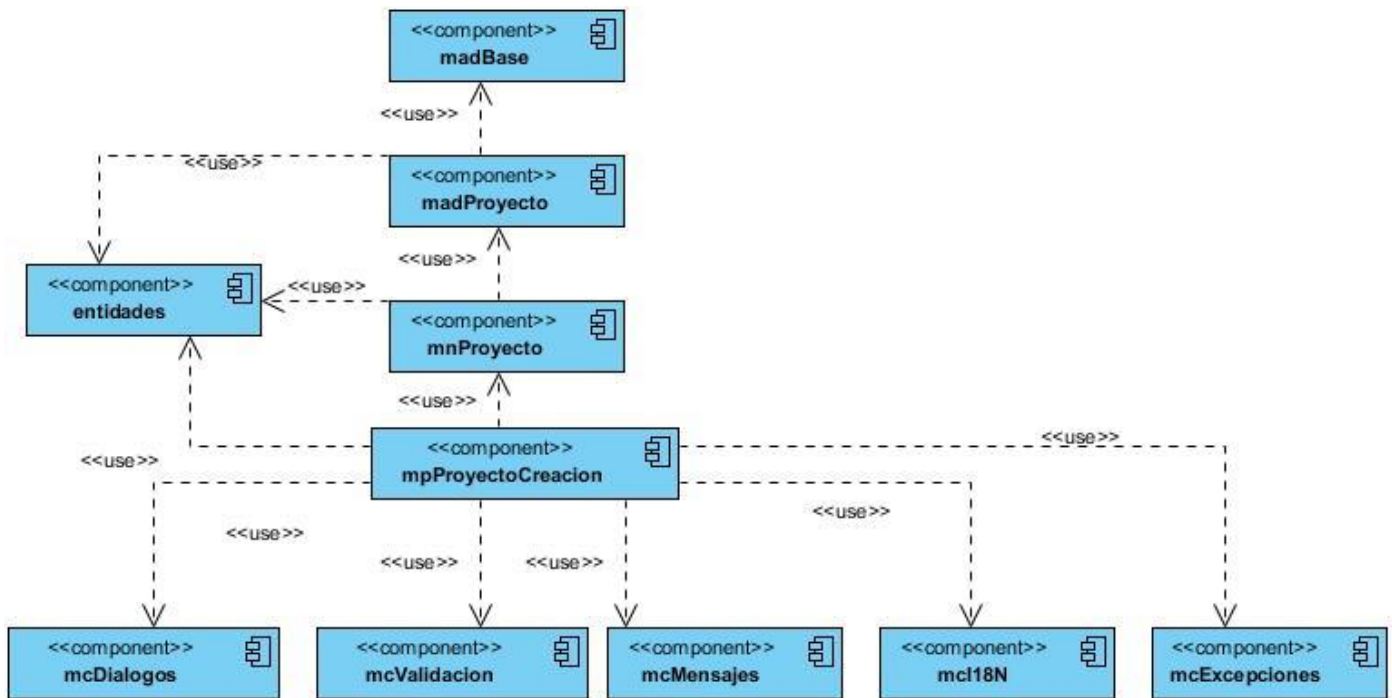 <<component>>
madBase
<<use>>
<<use>>
<<component>>
madProyecto
<<use>>
<<component>>
entidades
<<use>>
<<component>>
mnProyecto
<<use>>
<<component>>
mpProyectoCreacion
<<use>>
<<use>>
<<use>>
<<use>>
<<use>>
<<use>>
<<component>>
mcDialogos
<<component>>
mcValidacion
<<component>>
mcMensajes
<<component>>
mcI18N
<<component>>
mcExcepciones